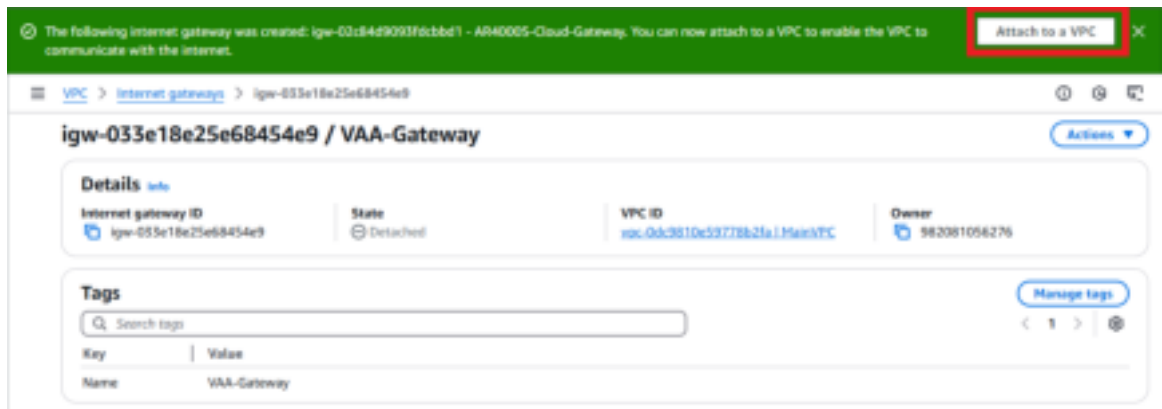 The following internet gateway was created: igw-02c84d9093fdcbbd1 - AR4000S-Cloud-Gateway. You can now attach to a VPC to enable the VPC to
communicate with the internet.
Attach to a VPC
VPC > Internet gateways > igw-033e18e25e68454e9
igw-033e18e25e68454e9 / VAA-Gateway
Actions
Details Info
Internet gateway ID
igw-033e18e25e68454e9
State
Detached
VPC ID
vpc-0dc9810e59778b2fa | MainVPC
Owner
982081056276
Tags
Manage tags
Search tags
1
Key
Value
Name
VAA-Gateway